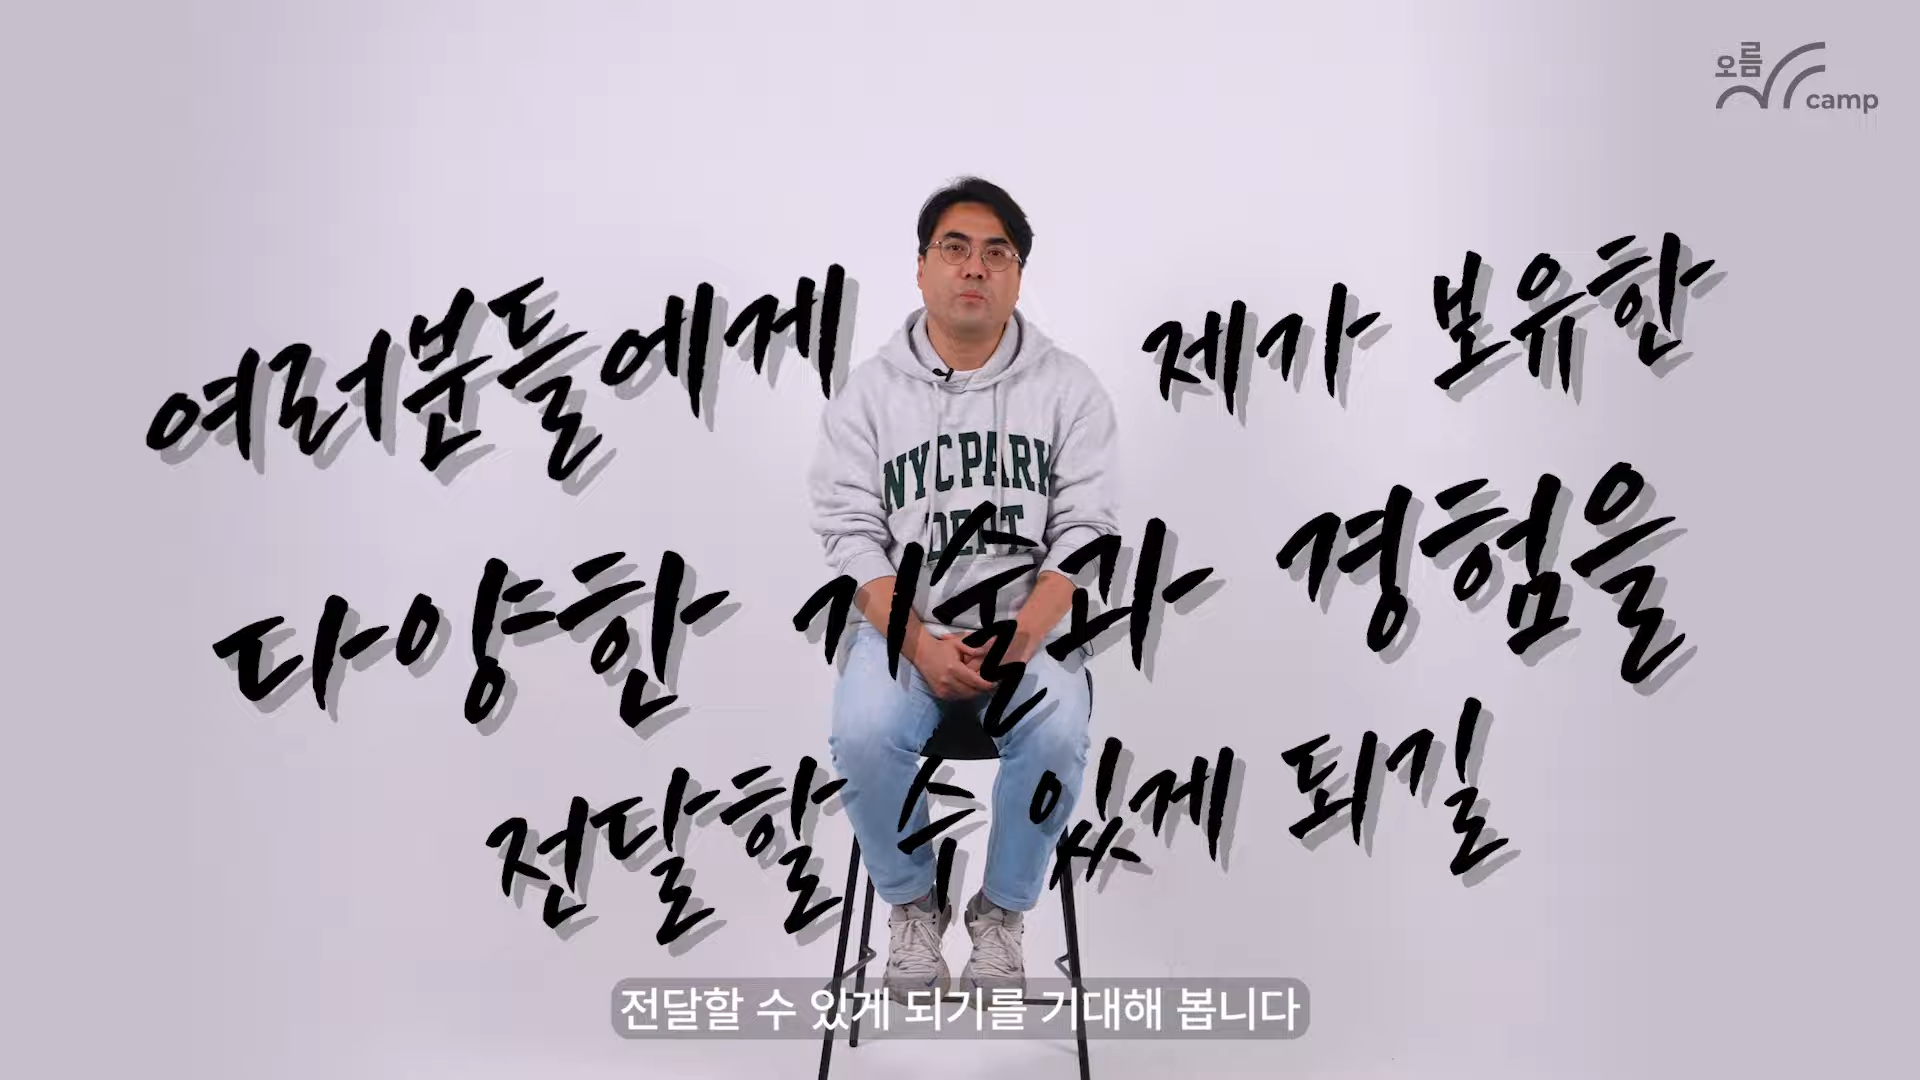 오름
camp
여러분들에게 제가 보유한
NYC PARK
DEPT
다양한 기술과 경험을
전달할 수 있게 되길
전달할 수 있게 되기를 기대해 봅니다